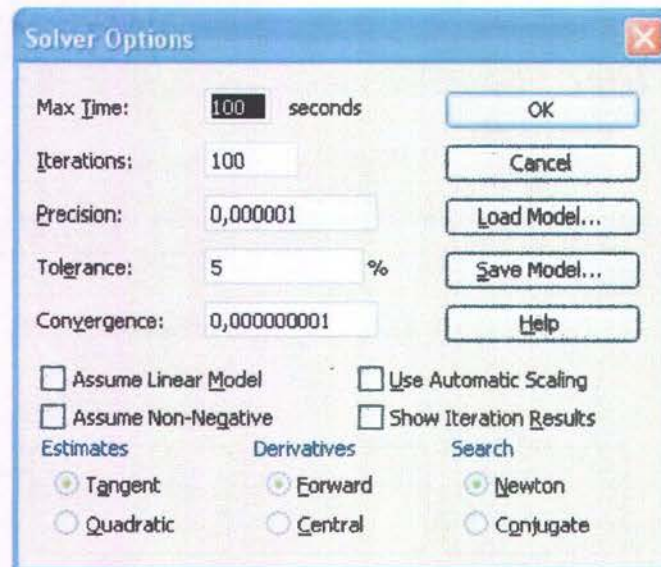 Solver Options
Max Time: 100 seconds OK
Iterations: 100 Cancel
Precision: 0,000001 Load Model...
Tolerance: 5 % Save Model...
Convergence: 0,000000001 Help
Assume Linear Model Use Automatic Scaling
Assume Non-Negative Show Iteration Results
Estimates Derivatives Search
Tangent Forward Newton
Quadratic Central Conjugate